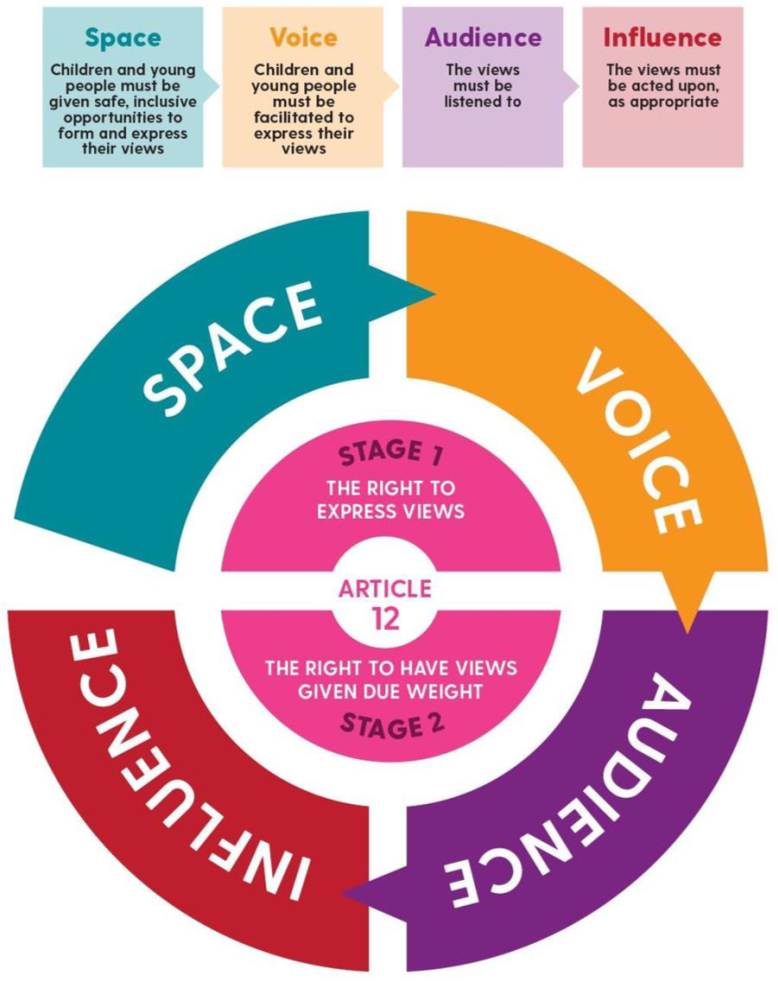 Space
Children and young
people must be
given safe, inclusive
opportunities to
form and express
their views
Voice
Children and
young people
must be
facilitated to
express their
views
Audience
The views
must be
listened to
Influence
The views must
be acted upon,
as appropriate
SPACE
VOICE
AUDIENCE
INFLUENCE
STAGE 1
THE RIGHT TO
EXPRESS VIEWS
ARTICLE
12
THE RIGHT TO HAVE VIEWS
GIVEN DUE WEIGHT
STAGE 2